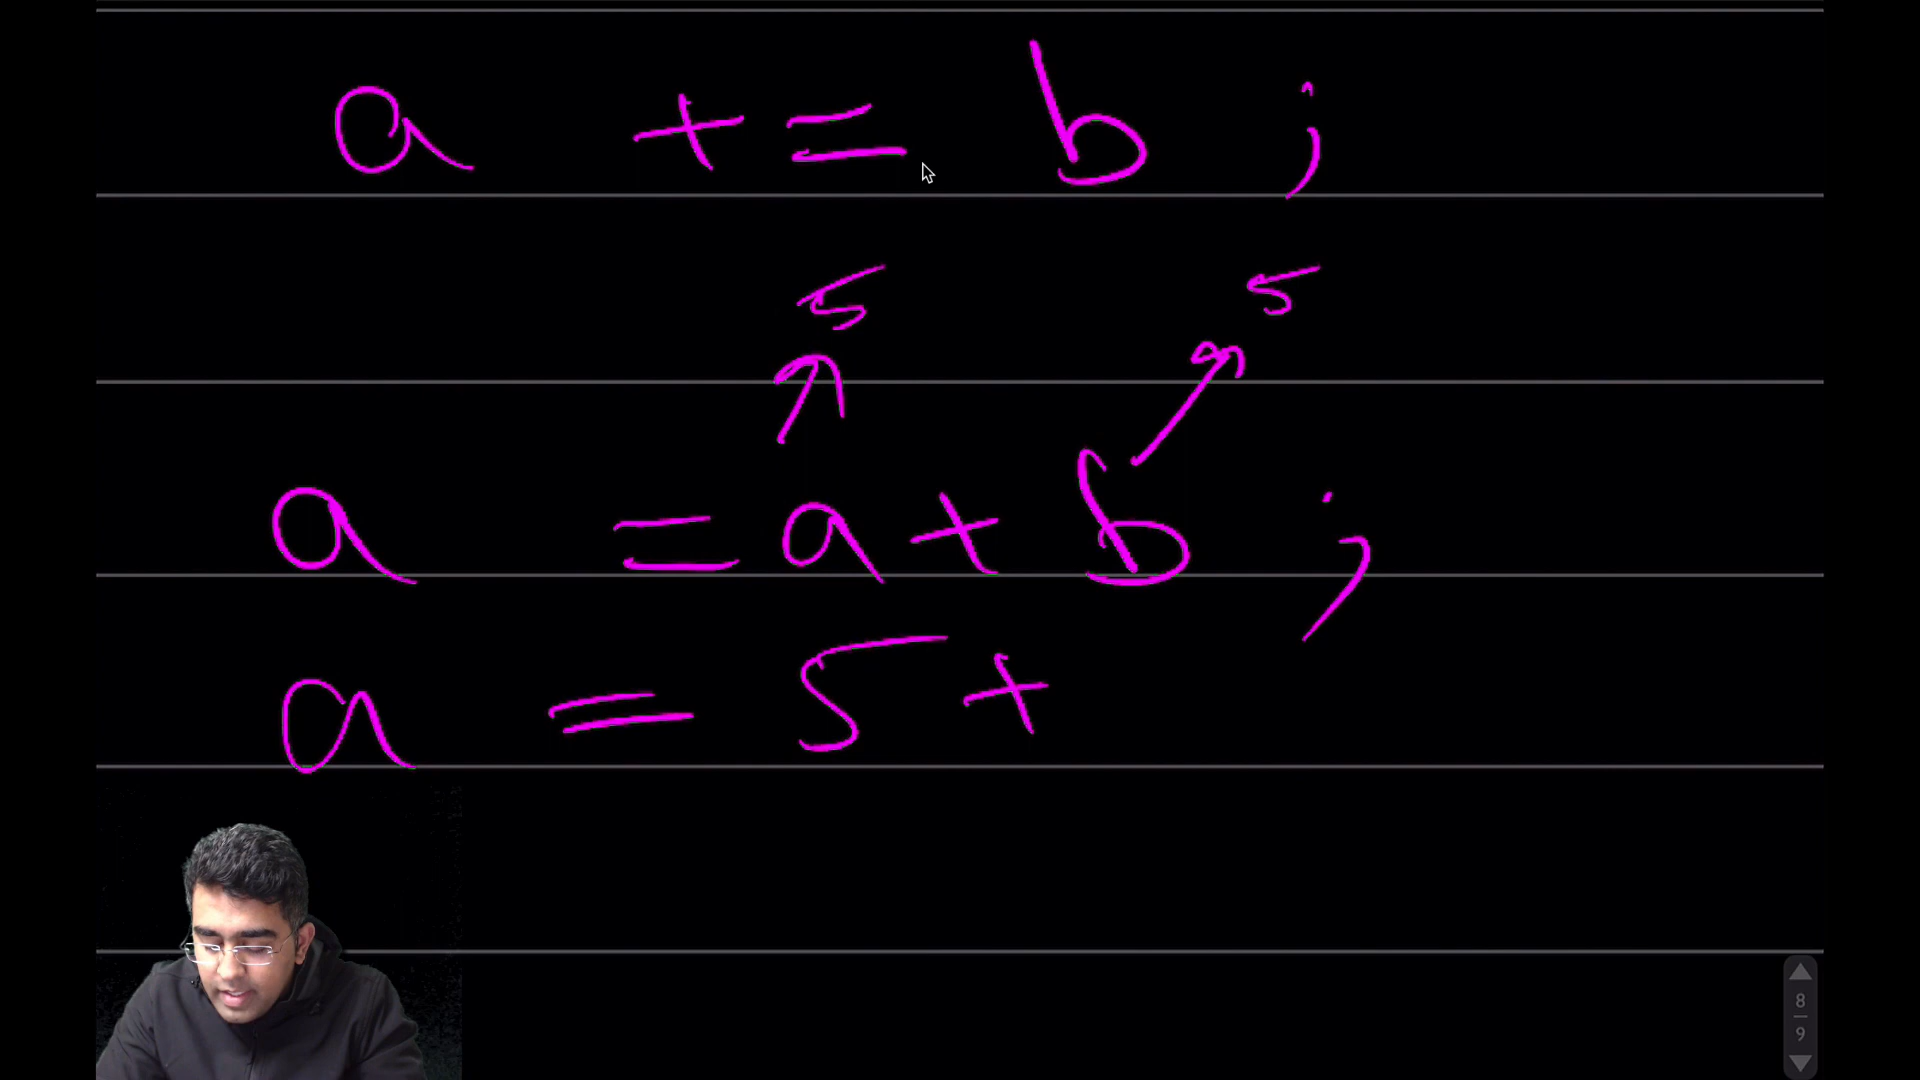 a += b ;
5 5
a = a + b ;
a = 5 +
8
9